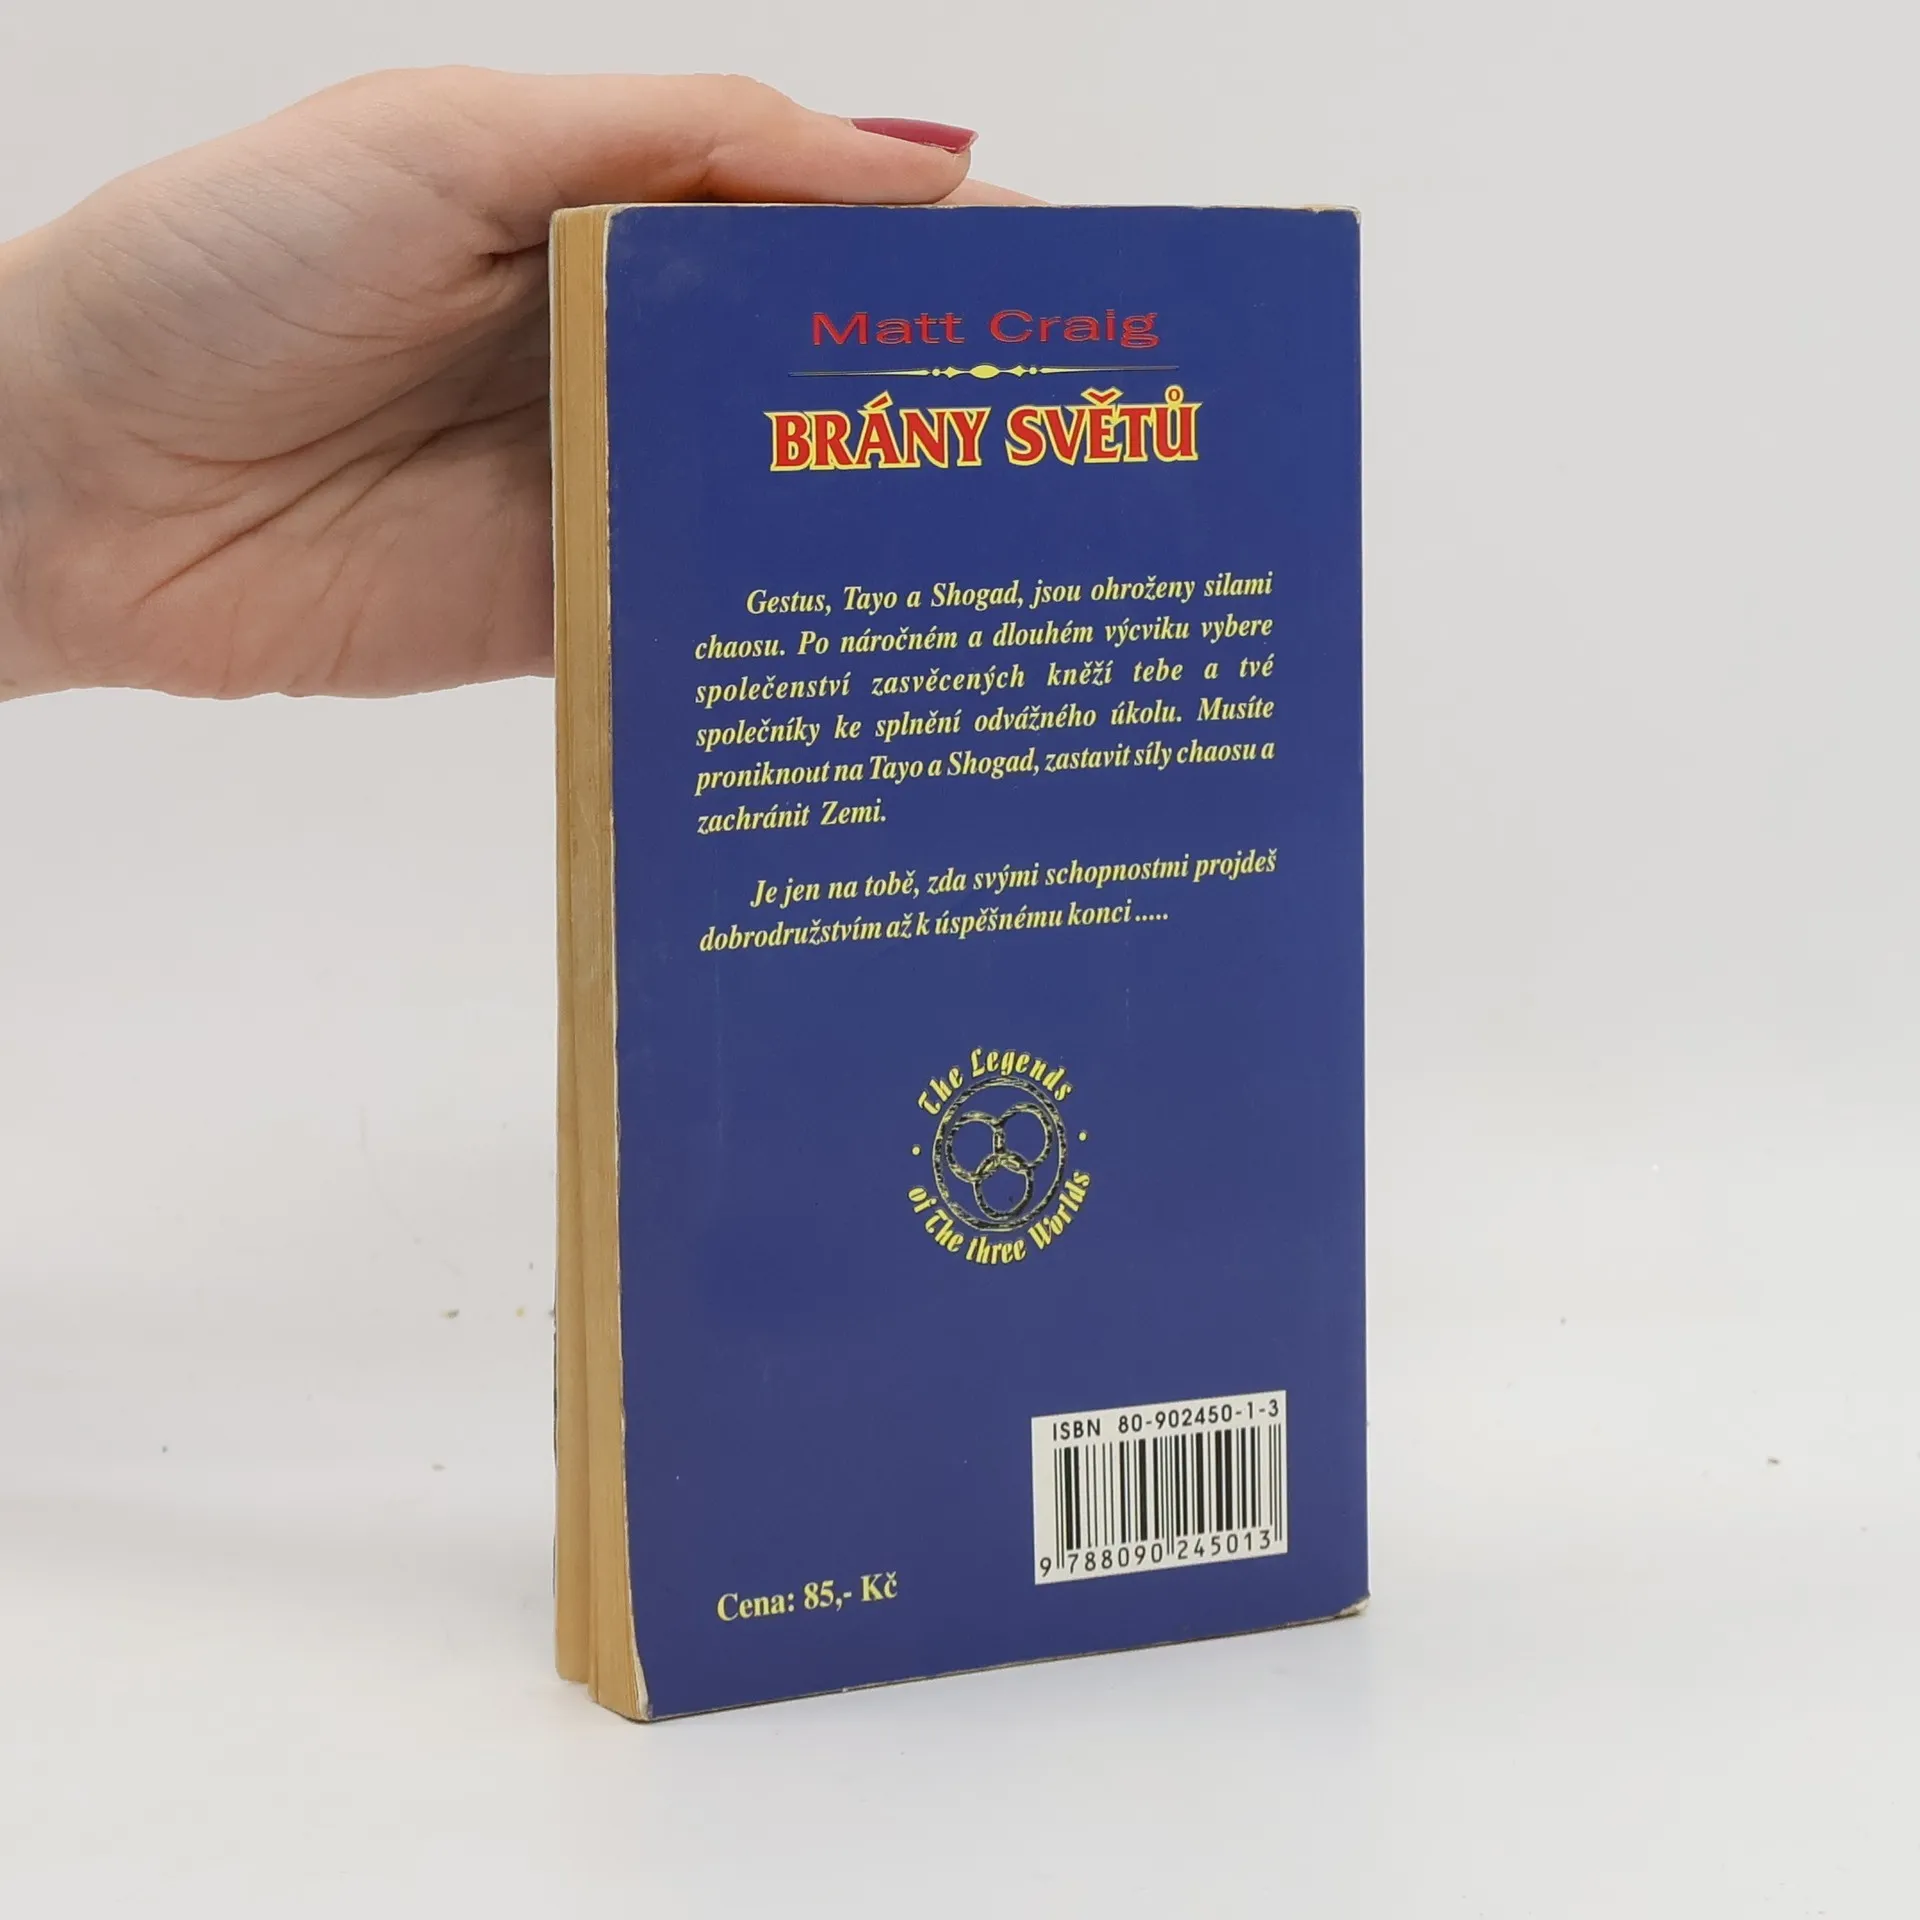 Matt Craig
BRÁNY SVĚTŮ
Gestus, Tayo a Shogad, jsou ohroženy silami
chaosu. Po náročném a dlouhém výcviku vybere
společenství zasvěcených kněží tebe a tvé
společníky ke splnění odvážného úkolu. Musíte
proniknout na Tayo a Shogad, zastavit síly chaosu a
zachránit Zemi.
Je jen na tobě, zda svými schopnostmi projdeš
dobrodružstvím až k úspěšnému konci.....
The Legends
of The three Worlds
ISBN 80-902450-1-3
9 788090 245013
Cena: 85,- Kč